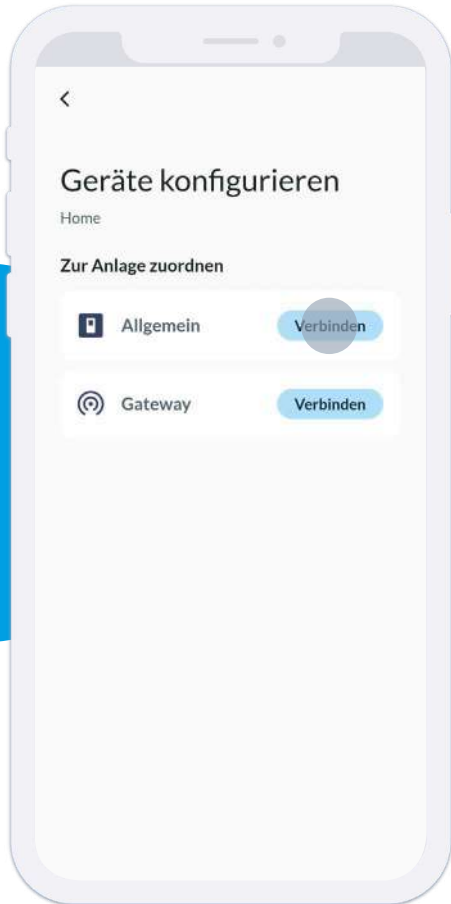 Geräte konfigurieren
Home
Zur Anlage zuordnen
Allgemein Verbinden
Gateway Verbinden